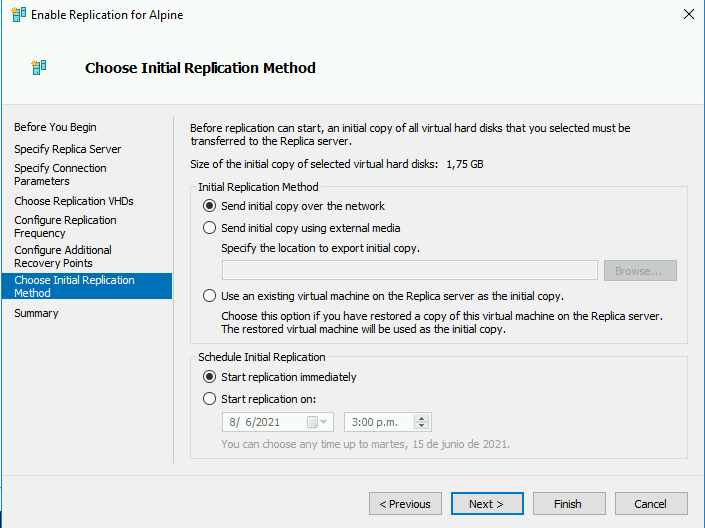 Enable Replication for Alpine
Choose Initial Replication Method
Before You Begin
Specify Replica Server
Specify Connection
Parameters
Choose Replication VHDs
Configure Replication
Frequency
Configure Additional
Recovery Points
Choose Initial Replication
Method
Summary
Before replication can start, an initial copy of all virtual hard disks that you selected must be
transferred to the Replica server.
Size of the initial copy of selected virtual hard disks: 1,75 GB
Initial Replication Method
Send initial copy over the network
Send initial copy using external media
Specify the location to export initial copy.
Browse...
Use an existing virtual machine on the Replica server as the initial copy.
Choose this option if you have restored a copy of this virtual machine on the Replica server.
The restored virtual machine will be used as the initial copy.
Schedule Initial Replication
Start replication immediately
Start replication on:
8/ 6/2021 3:00 p.m.
You can choose any time up to martes, 15 de junio de 2021.
< Previous Next > Finish Cancel